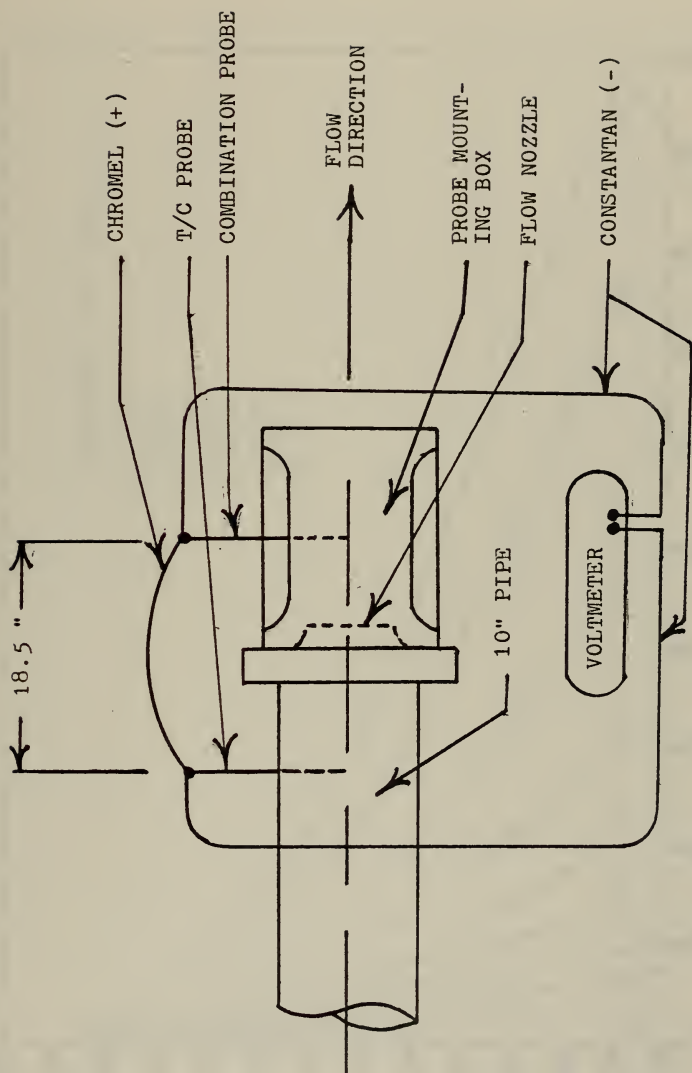 18.5"
CHROMEL (+)
T/C PROBE
COMBINATION PROBE
FLOW
DIRECTION
PROBE MOUNT-
ING BOX
FLOW NOZZLE
10" PIPE
VOLTMETER
CONSTANTAN (-)